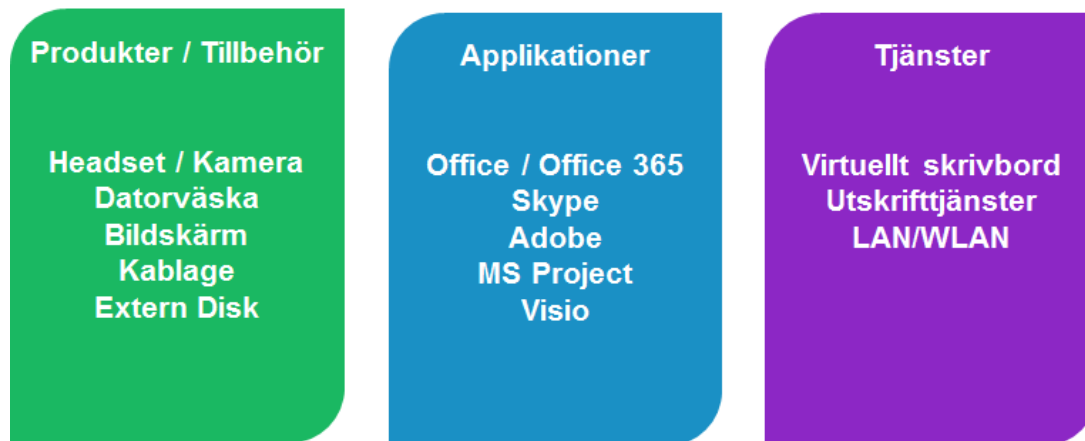 Produkter / Tillbehör
Headset / Kamera
Datorväska
Bildskärm
Kablage
Extern Disk
Applikationer
Office / Office 365
Skype
Adobe
MS Project
Visio
Tjänster
Virtuellt skrivbord
Utskrifttjänster
LAN/WLAN